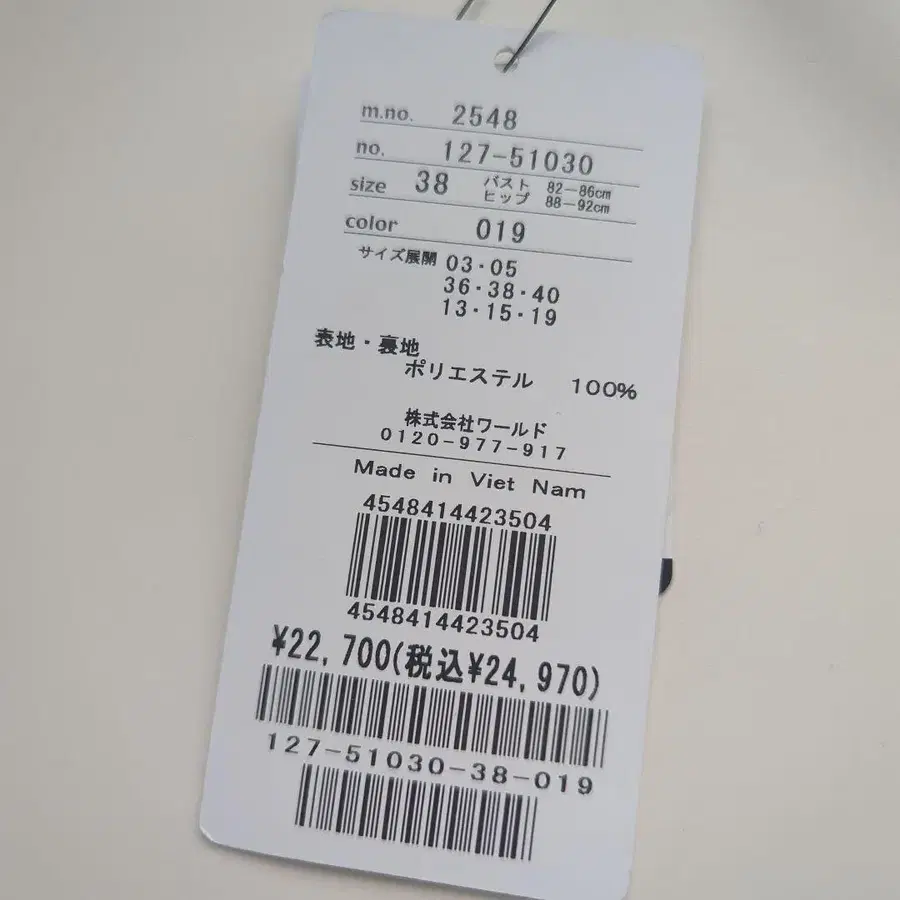 m.no. 2548
no. 127-51030
size 38 バスト 82-86cm
ヒップ 88-92cm
color 019
サイズ展開 03・05
36・38・40
13・15・19
表地・裏地
ポリエステル 100%
株式会社ワールド
0120-977-917
Made in Viet Nam
4548414423504
4548414423504
¥22,700(税込¥24,970)
127-51030-38-019